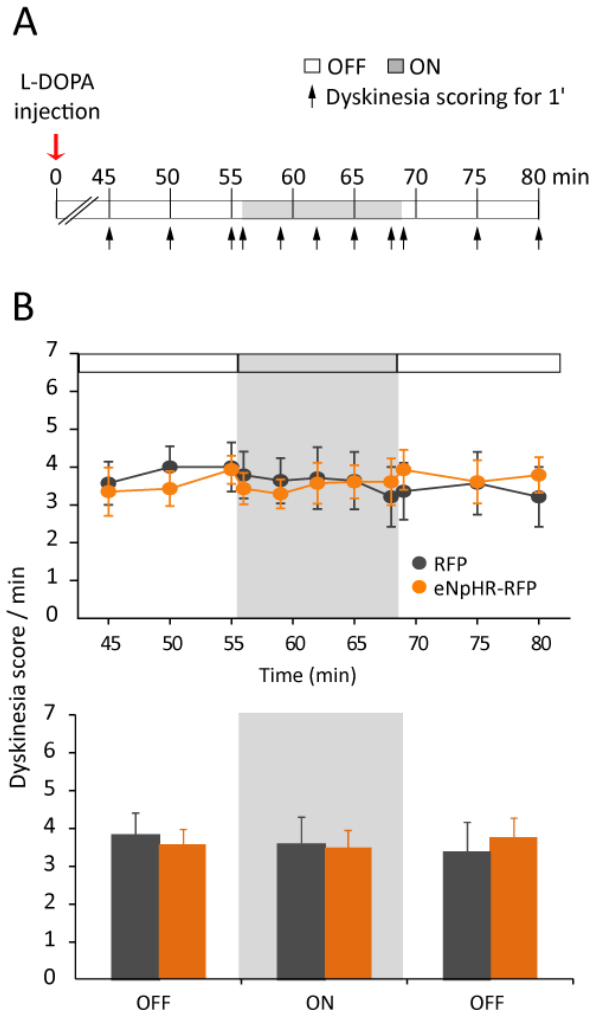 A
OFF ON
L-DOPA
injection
Dyskinesia scoring for 1'
0 45 50 55 60 65 70 75 80 min
B
7
6
5
4
3
2
1
0
RFP
eNpHR-RFP
45 50 55 60 65 70 75 80
Time (min)
Dyskinesia score / min
7
6
5
4
3
2
1
0
OFF ON OFF